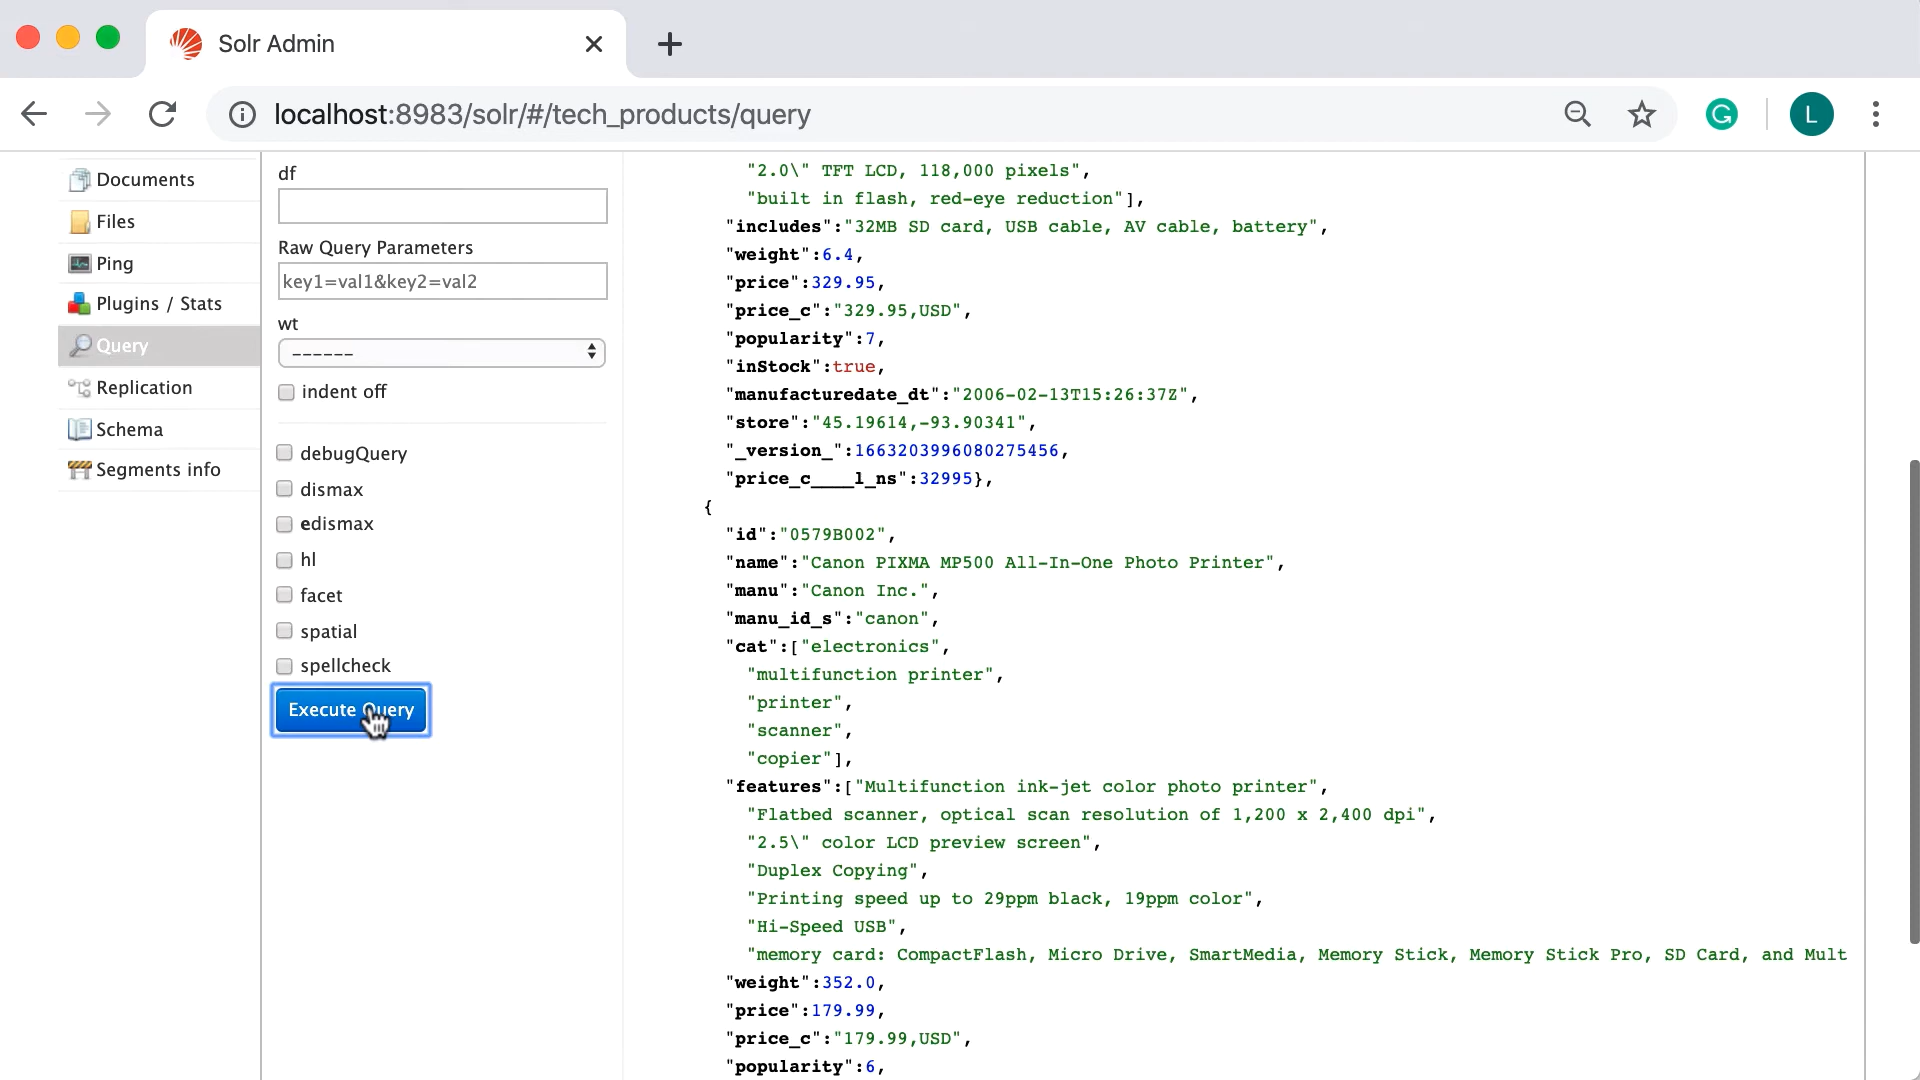 Solr Admin
localhost:8983/solr/#/tech_products/query
G
L
Documents
Files
Ping
Plugins / Stats
Query
Replication
Schema
Segments info
df
Raw Query Parameters
key1=val1&key2=val2
wt
------
indent off
debugQuery
dismax
edismax
hl
facet
spatial
spellcheck
Execute Query
"2.0\" TFT LCD, 118,000 pixels",
"built in flash, red-eye reduction"],
"includes":"32MB SD card, USB cable, AV cable, battery",
"weight":6.4,
"price":329.95,
"price_c":"329.95,USD",
"popularity":7,
"inStock":true,
"manufacturedate_dt":"2006-02-13T15:26:37Z",
"store":"45.19614,-93.90341",
"_version_":1663203996080275456,
"price_c____l_ns":32995},
{
"id":"0579B002",
"name":"Canon PIXMA MP500 All-In-One Photo Printer",
"manu":"Canon Inc.",
"manu_id_s":"canon",
"cat":["electronics",
"multifunction printer",
"printer",
"scanner",
"copier"],
"features":["Multifunction ink-jet color photo printer",
"Flatbed scanner, optical scan resolution of 1,200 x 2,400 dpi",
"2.5\" color LCD preview screen",
"Duplex Copying",
"Printing speed up to 29ppm black, 19ppm color",
"Hi-Speed USB",
"memory card: CompactFlash, Micro Drive, SmartMedia, Memory Stick, Memory Stick Pro, SD Card, and Mult
"weight":352.0,
"price":179.99,
"price_c":"179.99,USD",
"popularity":6,